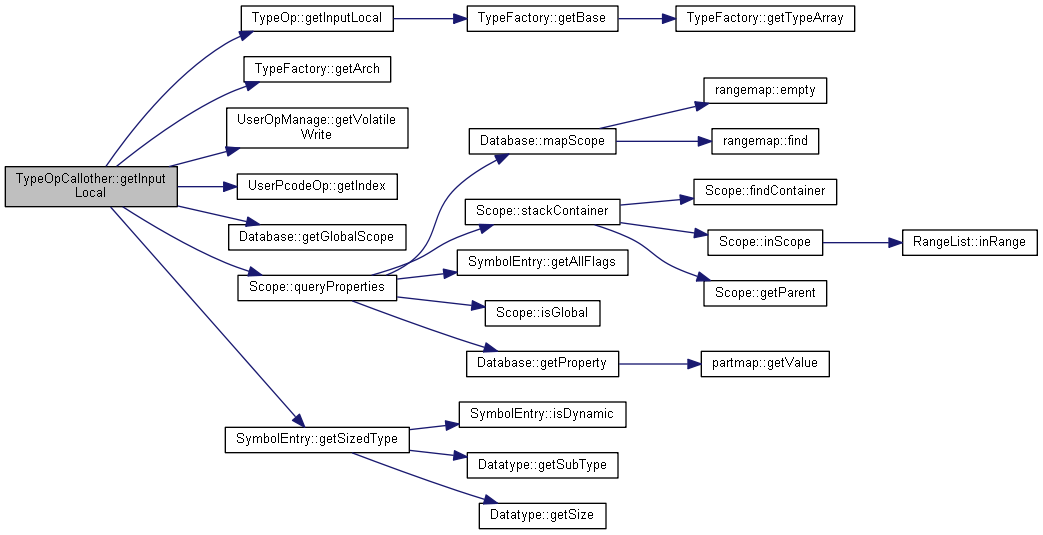 TypeOp::getInputLocal
TypeFactory::getBase
TypeFactory::getTypeArray
TypeFactory::getArch
rangemap::empty
UserOpManage::getVolatile
Write
Database::mapScope
rangemap::find
TypeOpCallother::getInput
Local
UserPcodeOp::getIndex
Scope::findContainer
Scope::stackContainer
Database::getGlobalScope
Scope::inScope
RangeList::inRange
SymbolEntry::getAllFlags
Scope::queryProperties
Scope::getParent
Scope::isGlobal
Database::getProperty
partmap::getValue
SymbolEntry::isDynamic
SymbolEntry::getSizedType
Datatype::getSubType
Datatype::getSize